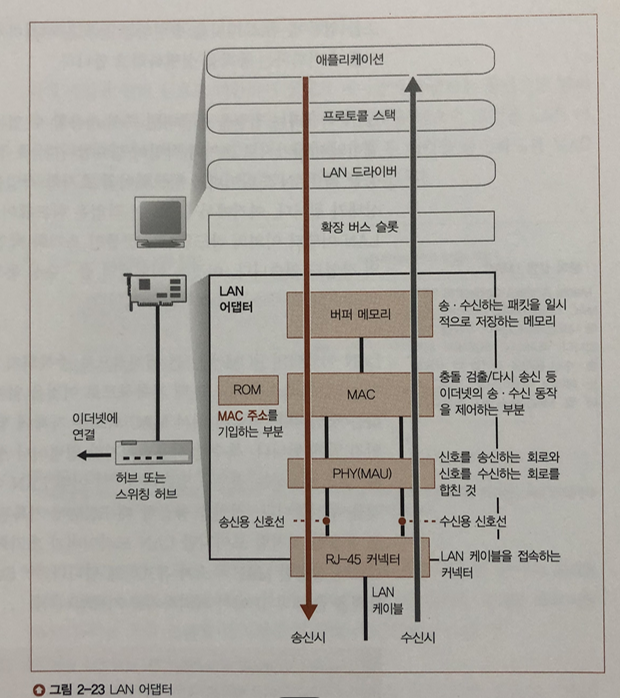 애플리케이션
프로토콜 스택
LAN 드라이버
확장 버스 슬롯
LAN
어댑터
버퍼 메모리
송·수신하는 패킷을 일시
적으로 저장하는 메모리
ROM
MAC
충돌 검출/다시 송신 등
이더넷의 송·수신 동작
을 제어하는 부분
MAC 주소를
기입하는 부분
이더넷에
연결
PHY(MAU)
신호를 송신하는 회로와
신호를 수신하는 회로를
합친 것
허브 또는
스위칭 허브
송신용 신호선
수신용 신호선
RJ-45 커넥터
LAN 케이블을 접속하는
커넥터
LAN
케이블
송신시
수신시
그림 2-23 LAN 어댑터